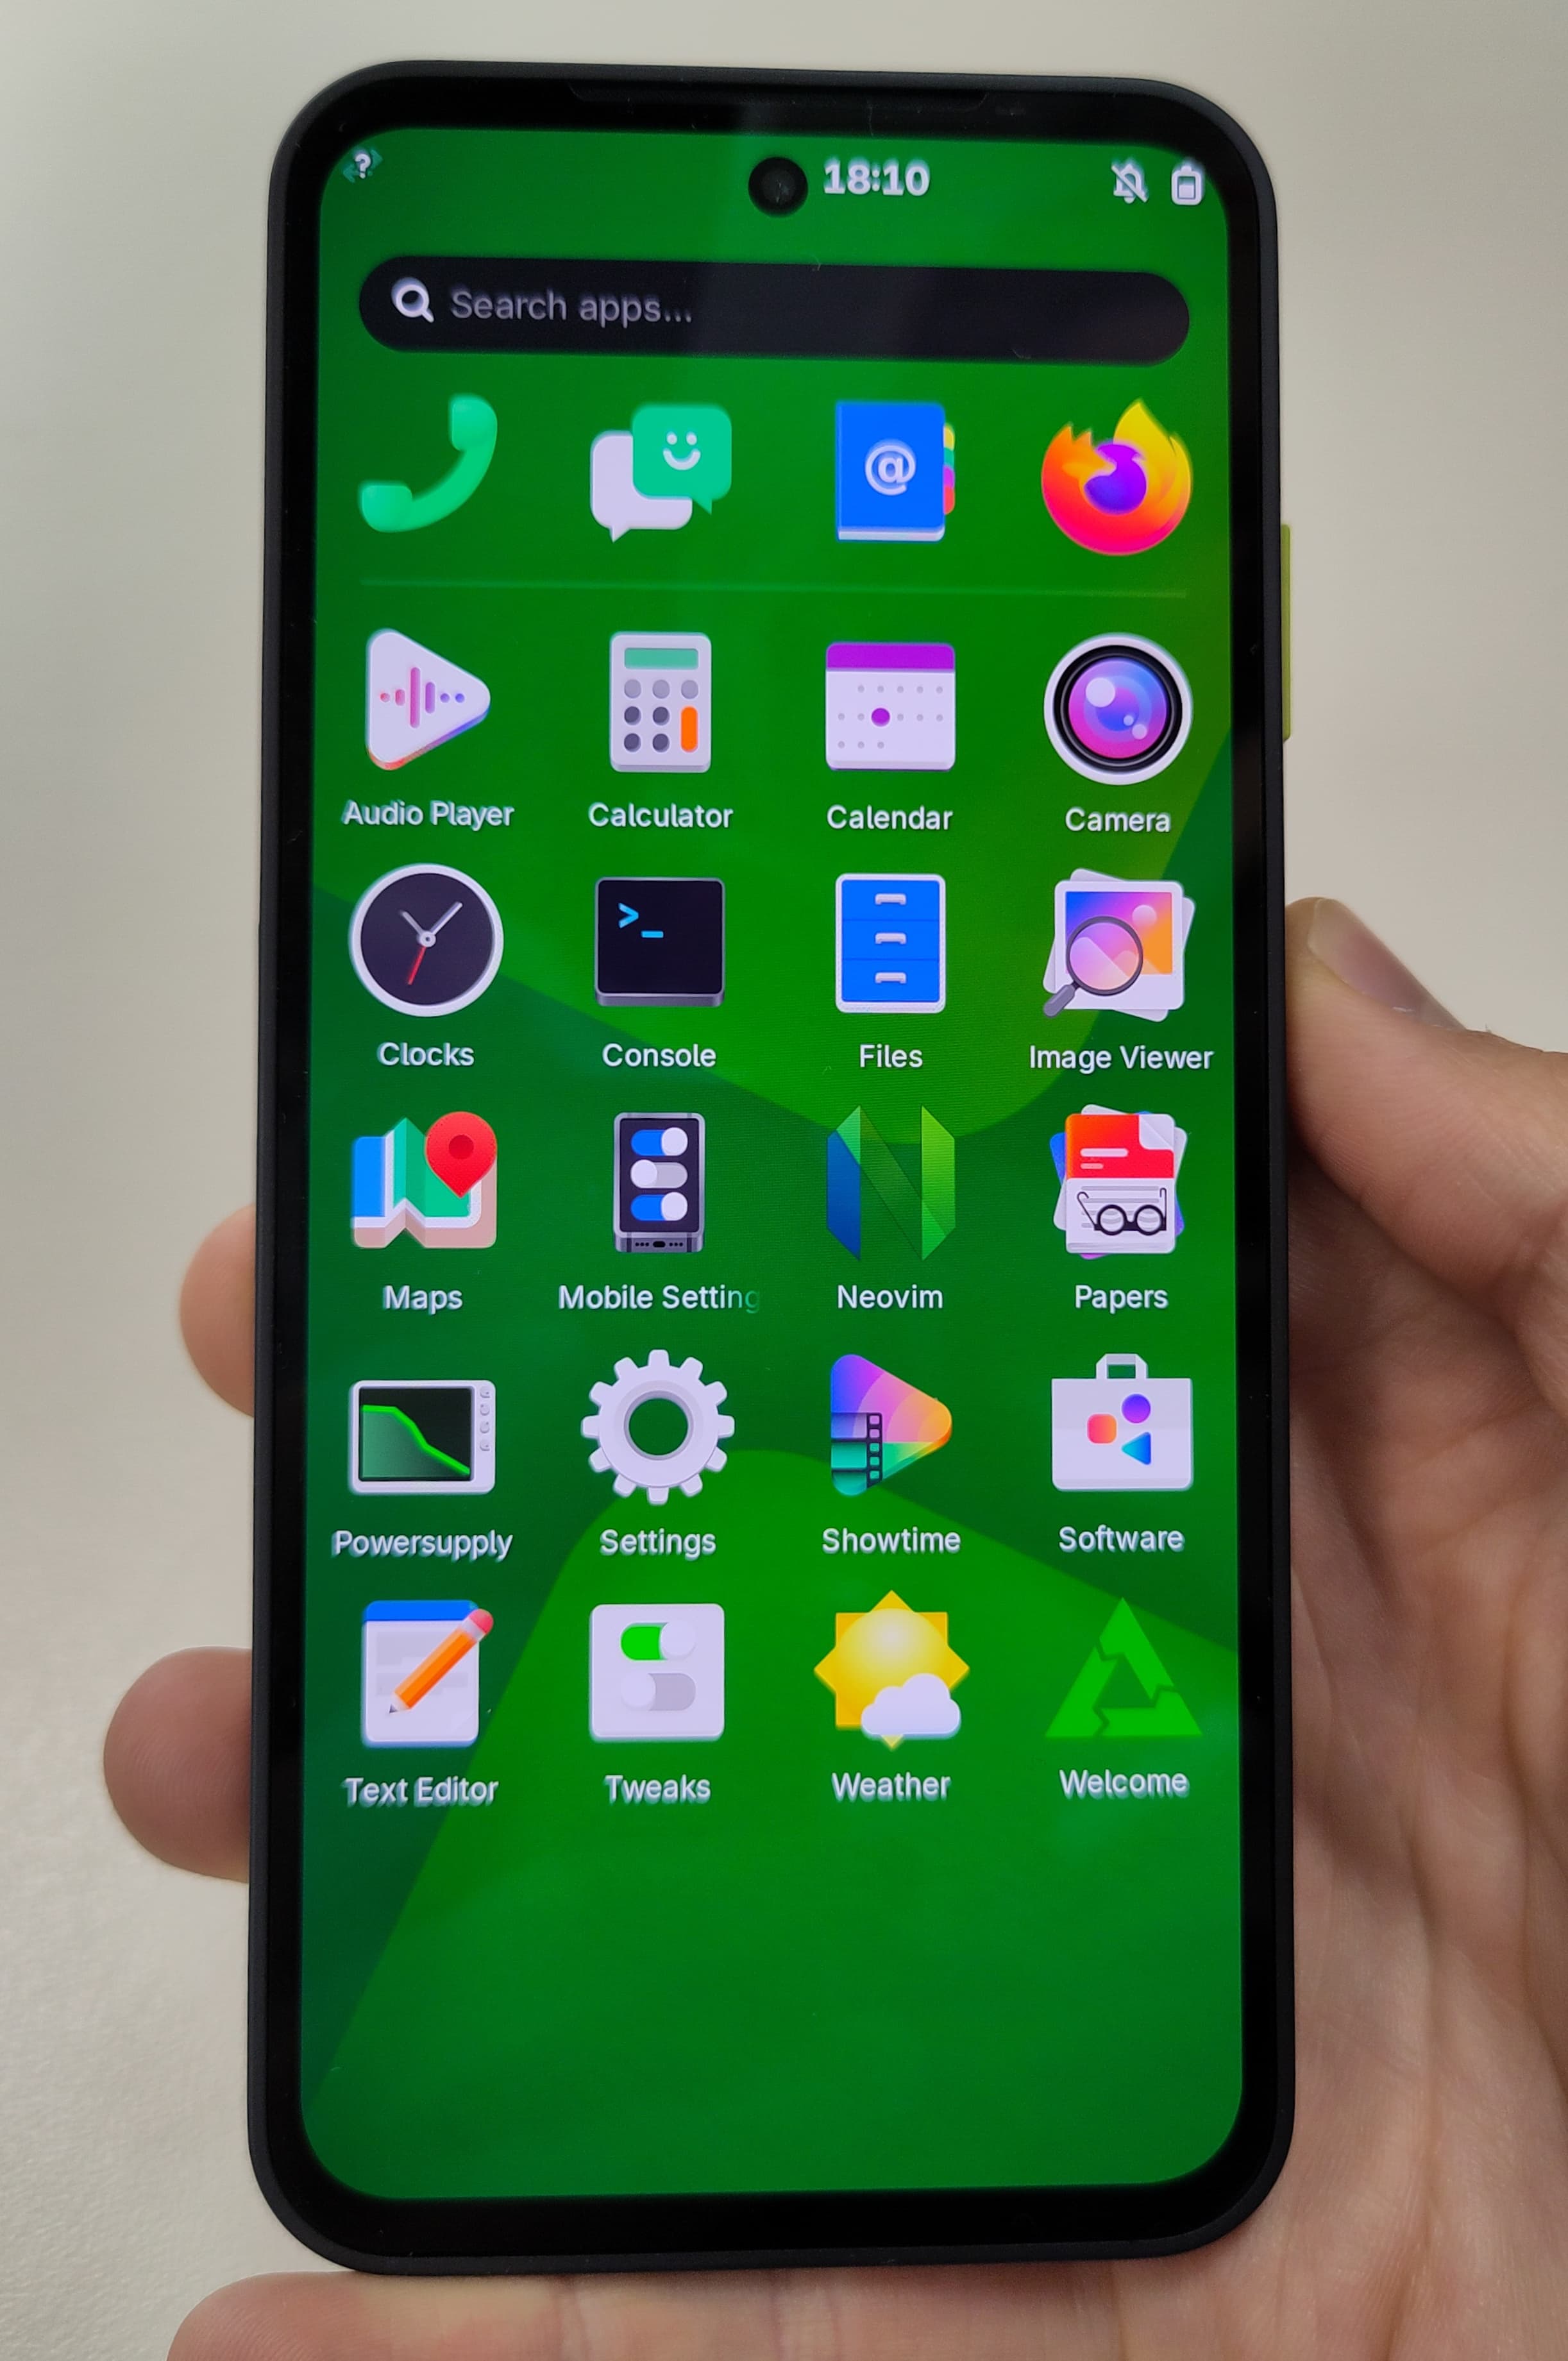 ?
18:10
Search apps...
@
Audio Player Calculator Calendar Camera
>_
Clocks Console Files Image Viewer
Maps Mobile Setting Neovim Papers
Powersupply Settings Showtime Software
Text Editor Tweaks Weather Welcome